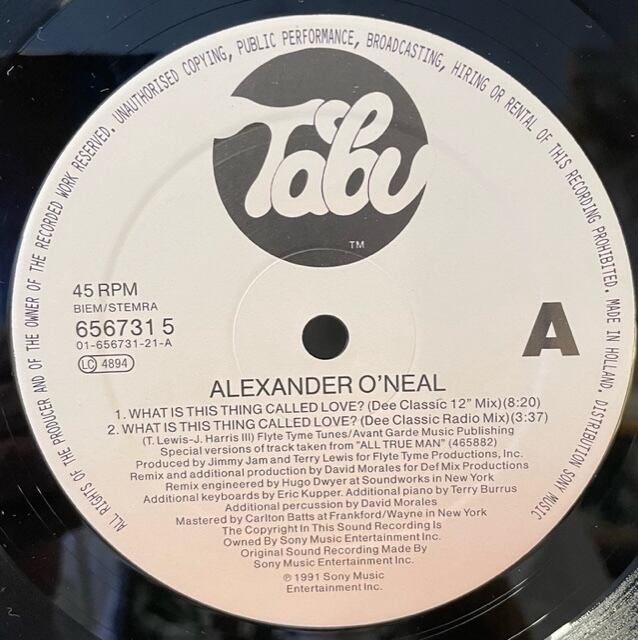 ALL RIGHTS OF THE PRODUCER AND OF THE OWNER OF THE RECORDED WORK RESERVED. UNAUTHORISED COPYING, PUBLIC PERFORMANCE, BROADCASTING, HIRING OR RENTAL OF THIS RECORDING PROHIBITED. MADE IN HOLLAND. DISTRIBUTION SONY MUSIC
Tabu
TM
45 RPM
BIEM/STEMRA
656731 5
01-656731-21-A
LC 4894
A
ALEXANDER O'NEAL
1. WHAT IS THIS THING CALLED LOVE? (Dee Classic 12" Mix)(8:20)
2. WHAT IS THIS THING CALLED LOVE? (Dee Classic Radio Mix)(3:37)
(T. Lewis-J. Harris III) Flyte Tyme Tunes/Avant Garde Music Publishing
Special versions of track taken from "ALL TRUE MAN" (465882)
Produced by Jimmy Jam and Terry Lewis for Flyte Tyme Productions, Inc.
Remix and additional production by David Morales for Def Mix Productions
Remix engineered by Hugo Dwyer at Soundworks in New York
Additional keyboards by Eric Kupper. Additional piano by Terry Burrus
Additional percussion by David Morales
Mastered by Carlton Batts at Frankford/Wayne in New York
The Copyright In This Sound Recording Is
Owned By Sony Music Entertainment Inc.
Original Sound Recording Made By
Sony Music Entertainment Inc.
℗ 1991 Sony Music
Entertainment Inc.